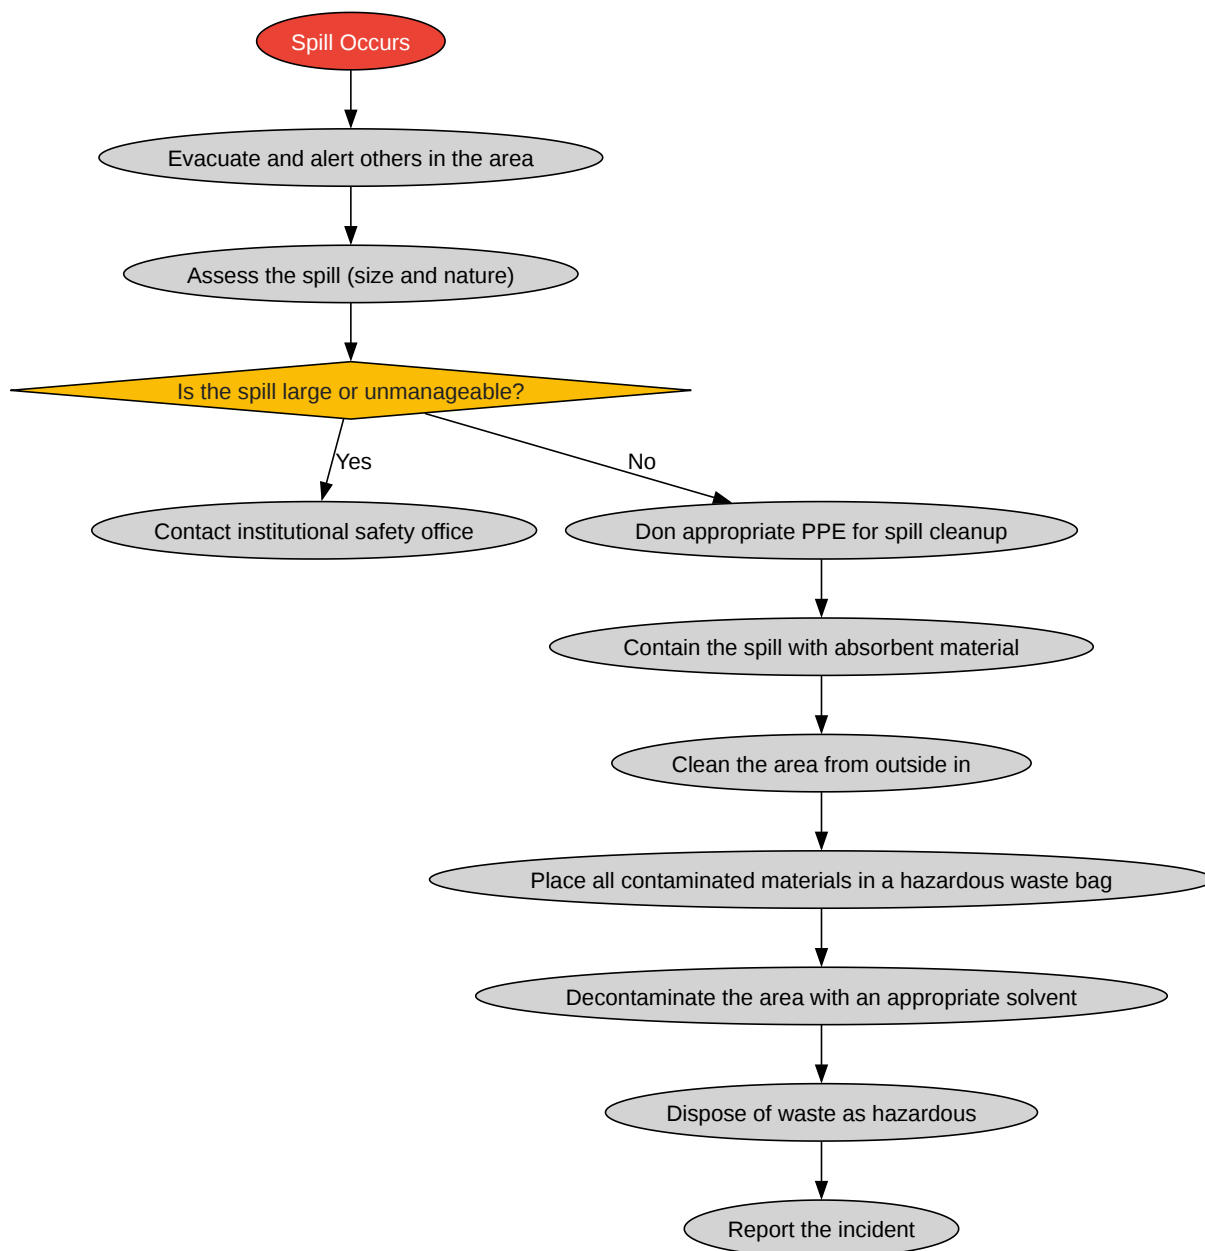 Spill Occurs
Evacuate and alert others in the area
Assess the spill (size and nature)
Is the spill large or unmanageable?
Yes
No
Contact institutional safety office
Don appropriate PPE for spill cleanup
Contain the spill with absorbent material
Clean the area from outside in
Place all contaminated materials in a hazardous waste bag
Decontaminate the area with an appropriate solvent
Dispose of waste as hazardous
Report the incident